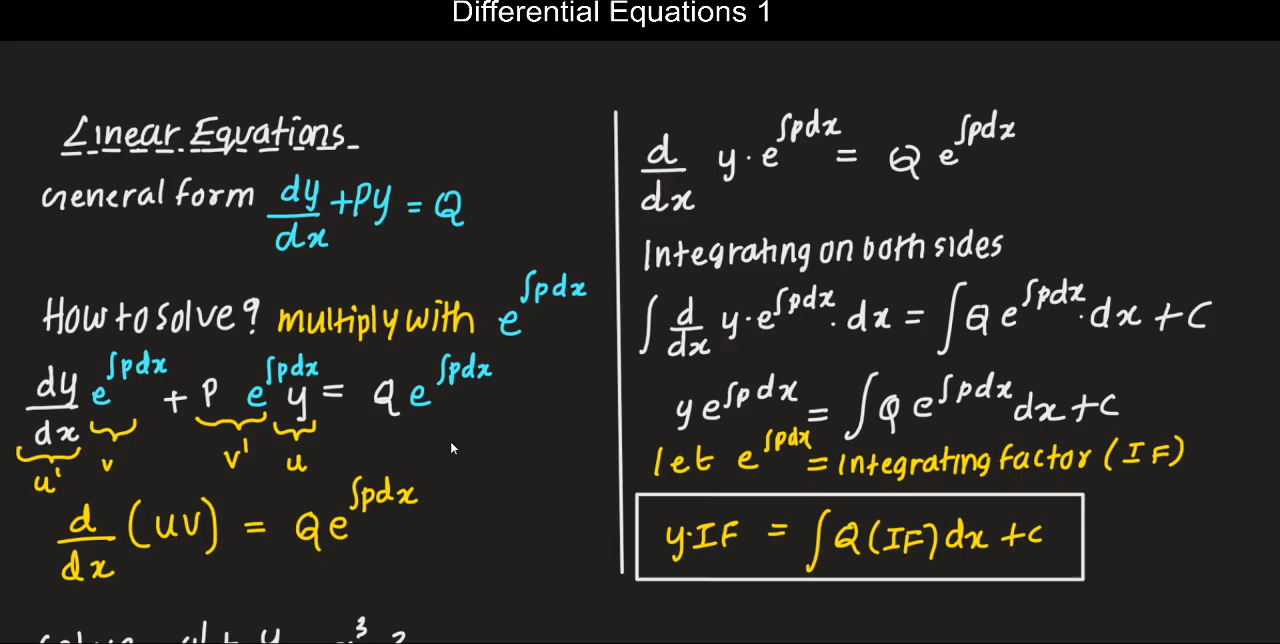 Differential Equations 1
Linear Equations
General form dy/dx + Py = Q
How to solve? multiply with e^∫pdx
dy/dx e^∫pdx + P e^∫pdx y = Q e^∫pdx
u' v v' u
d/dx (uv) = Q e^∫pdx
d/dx y · e^∫pdx = Q e^∫pdx
Integrating on both sides
∫ d/dx y · e^∫pdx · dx = ∫ Q e^∫pdx · dx + C
y e^∫pdx = ∫ Q e^∫pdx dx + C
let e^∫pdx = integrating factor (IF)
y·IF = ∫ Q (IF) dx + C